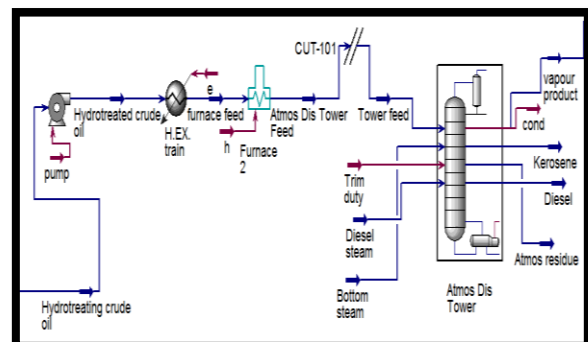 CUT-101
vapour
product
Hydrotreated crude
oil
e
furnace feed
Atmos Dis Tower
Feed
Tower feed
cond
H.EX.
train
h
Furnace
2
Kerosene
pump
Trim
duty
Diesel
Diesel
steam
Atmos residue
Bottom
steam
Atmos Dis
Tower
Hydrotreating crude
oil